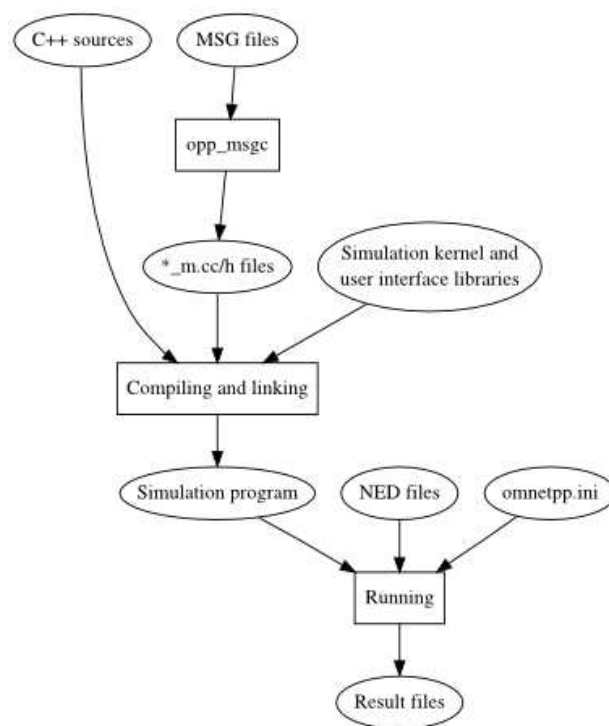 C++ sources
MSG files
opp_msgc
*_m.cc/h files
Simulation kernel and
user interface libraries
Compiling and linking
Simulation program
NED files
omnetpp.ini
Running
Result files